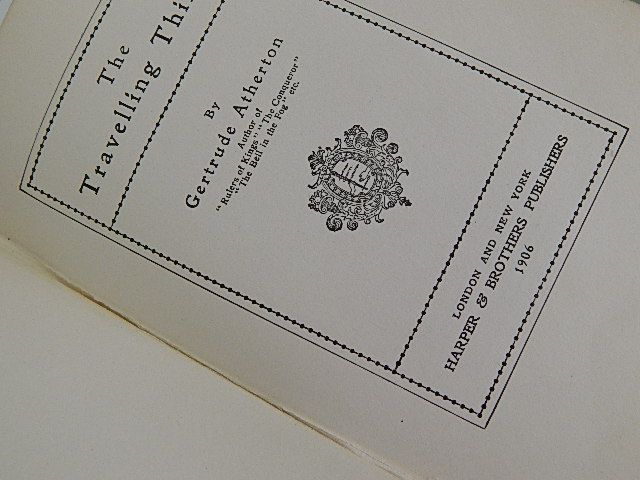 The
Travelling Thi
By
Gertrude Atherton
Author of
"Rulers of Kings" "The Conqueror"
"The Bell in the Fog" etc.
LONDON AND NEW YORK
HARPER & BROTHERS PUBLISHERS
1906